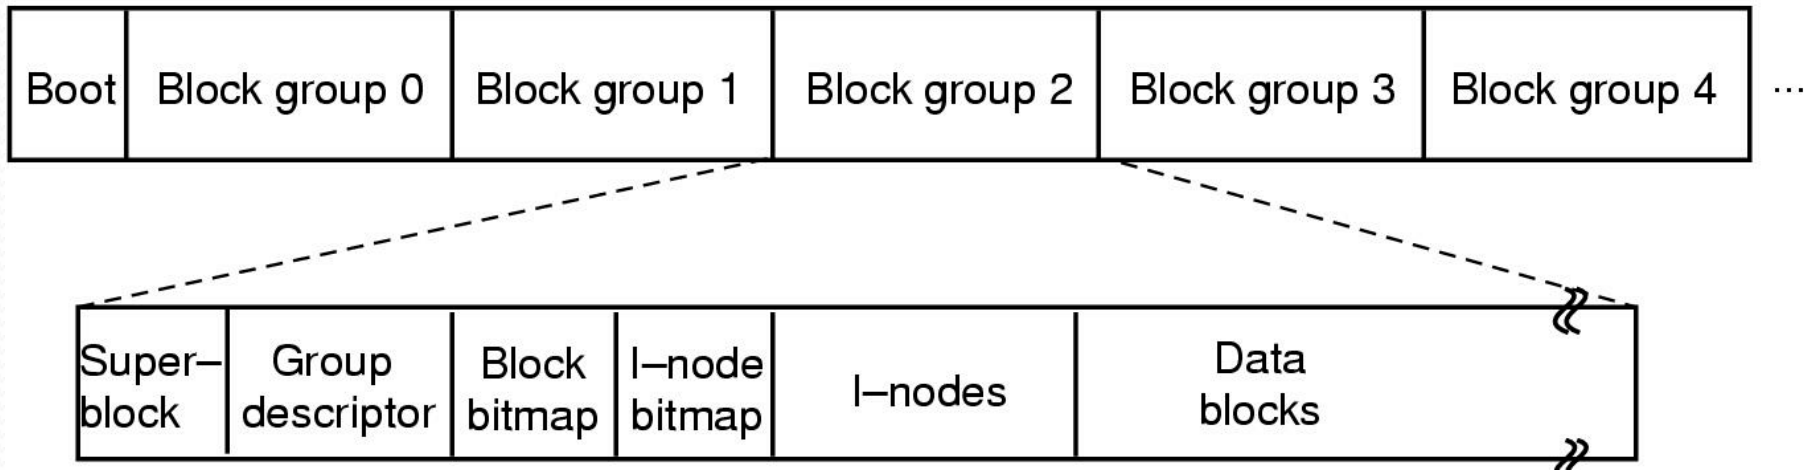 Boot Block group 0 Block group 1 Block group 2 Block group 3 Block group 4 ...
Super–
block
Group
descriptor
Block
bitmap
I–node
bitmap
I–nodes
Data
blocks